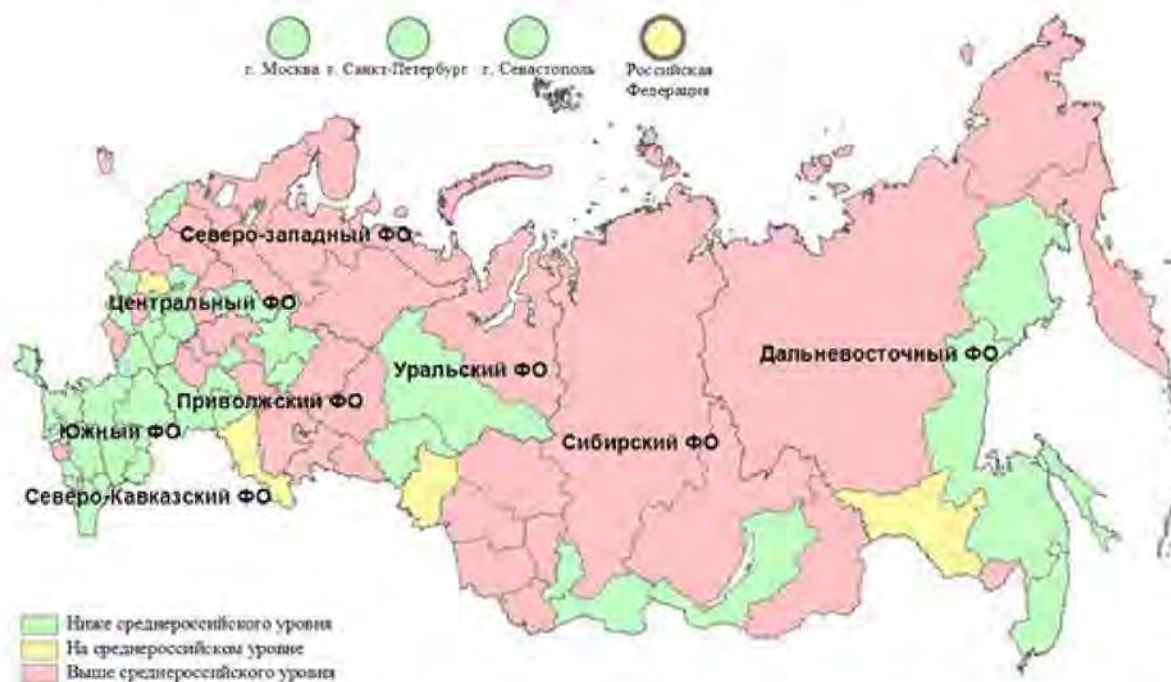 г. Москва г. Санкт-Петербург г. Севастополь Российская
Федерация
Северо-западный ФО
Центральный ФО
Уральский ФО
Дальневосточный ФО
Приволжский ФО
Южный ФО
Сибирский ФО
Северо-Кавказский ФО
Ниже среднероссийского уровня
На среднероссийском уровне
Выше среднероссийского уровня